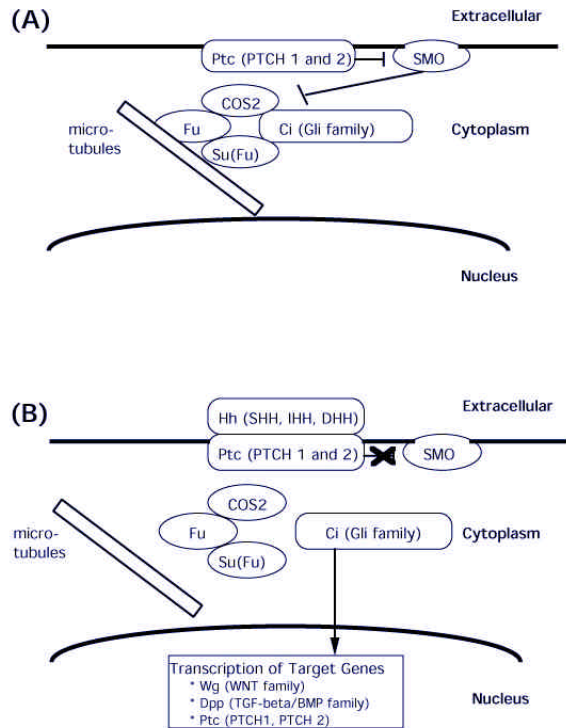 (A)
Extracellular
Ptc (PTCH 1 and 2)
SMO
COS2
micro-
tubules
Fu
Ci (Gli family)
Cytoplasm
Su(Fu)
Nucleus
(B)
Hh (SHH, IHH, DHH)
Extracellular
Ptc (PTCH 1 and 2)
SMO
COS2
micro-
tubules
Fu
Ci (Gli family)
Cytoplasm
Su(Fu)
Transcription of Target Genes
* Wg (WNT family)
* Dpp (TGF-beta/BMP family)
* Ptc (PTCH1, PTCH 2)
Nucleus